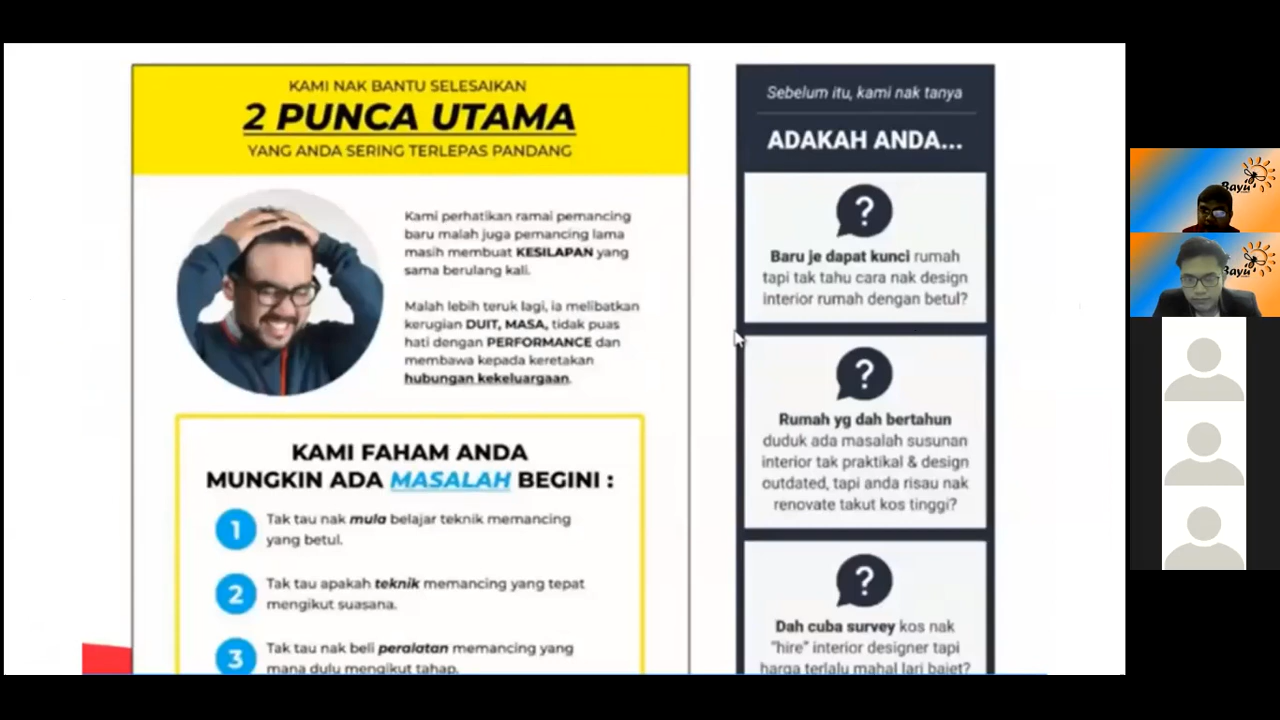 KAMI NAK BANTU SELESAIKAN
2 PUNCA UTAMA
YANG ANDA SERING TERLEPAS PANDANG
Kami perhatikan ramai pemancing
baru malah juga pemancing lama
masih membuat KESILAPAN yang
sama berulang kali.
Malah lebih teruk lagi, ia melibatkan
kerugian DUIT, MASA, tidak puas
hati dengan PERFORMANCE dan
membawa kepada keretakan
hubungan kekeluargaan.
KAMI FAHAM ANDA
MUNGKIN ADA MASALAH BEGINI :
1 Tak tau nak mula belajar teknik memancing
yang betul.
2 Tak tau apakah teknik memancing yang tepat
mengikut suasana.
3 Tak tau nak beli peralatan memancing yang
mana dulu mengikut tahap.
Sebelum itu, kami nak tanya
ADAKAH ANDA...
?
Baru je dapat kunci rumah
tapi tak tahu cara nak design
interior rumah dengan betul?
?
Rumah yg dah bertahun
duduk ada masalah susunan
interior tak praktikal & design
outdated, tapi anda risau nak
renovate takut kos tinggi?
?
Dah cuba survey kos nak
"hire" interior designer tapi
harga terlalu mahal lari bajet?
Bayu
Bayu